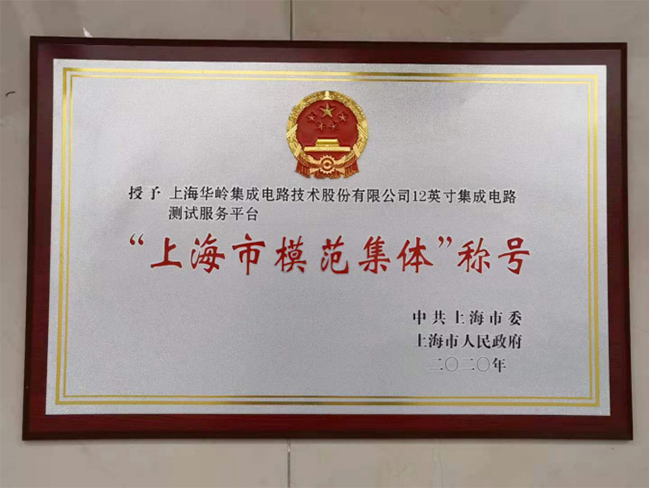 授予 上海华岭集成电路技术股份有限公司12英寸集成电路
测试服务平台
“上海市模范集体”称号
中共上海市委
上海市人民政府
二〇二〇年